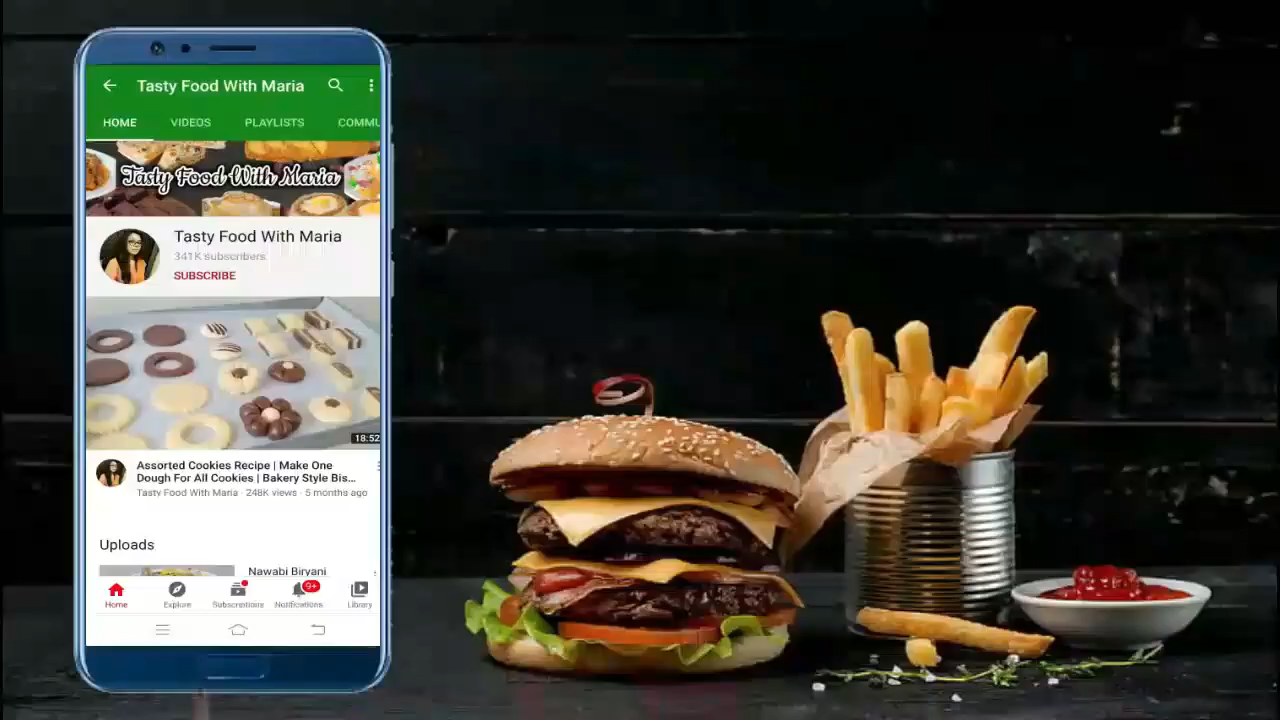 Tasty Food With Maria
HOME VIDEOS PLAYLISTS COMMU
Tasty Food With Maria
Tasty Food With Maria
341K subscribers
SUBSCRIBE
18:52
Assorted Cookies Recipe | Make One
Dough For All Cookies | Bakery Style Bis...
Tasty Food With Maria · 248K views · 5 months ago
Uploads
Nawabi Biryani
9+
Home Explore Subscriptions Notifications Library